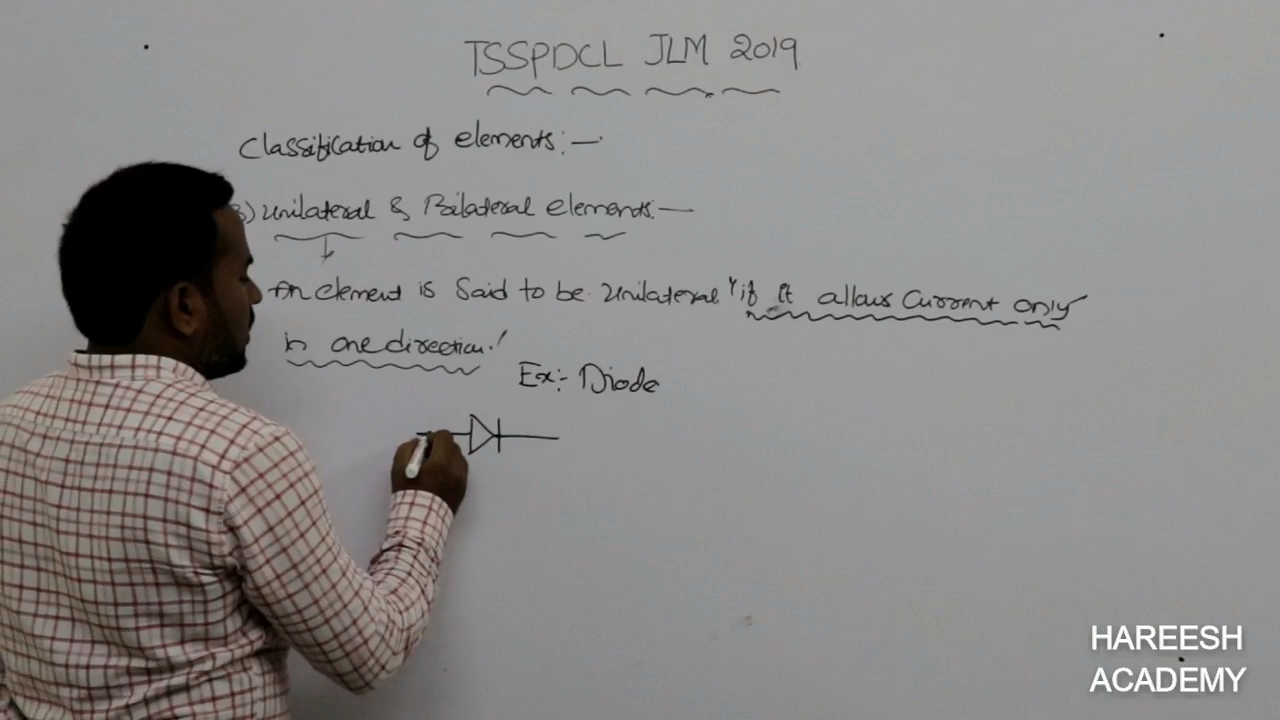 TSSPDCL JLM 2019
Classification of elements:-
3) Unilateral & Bilateral elements:-
An element is said to be Unilateral "if it allows Current only
in one direction."
Ex:- Diode
HAREESH
ACADEMY